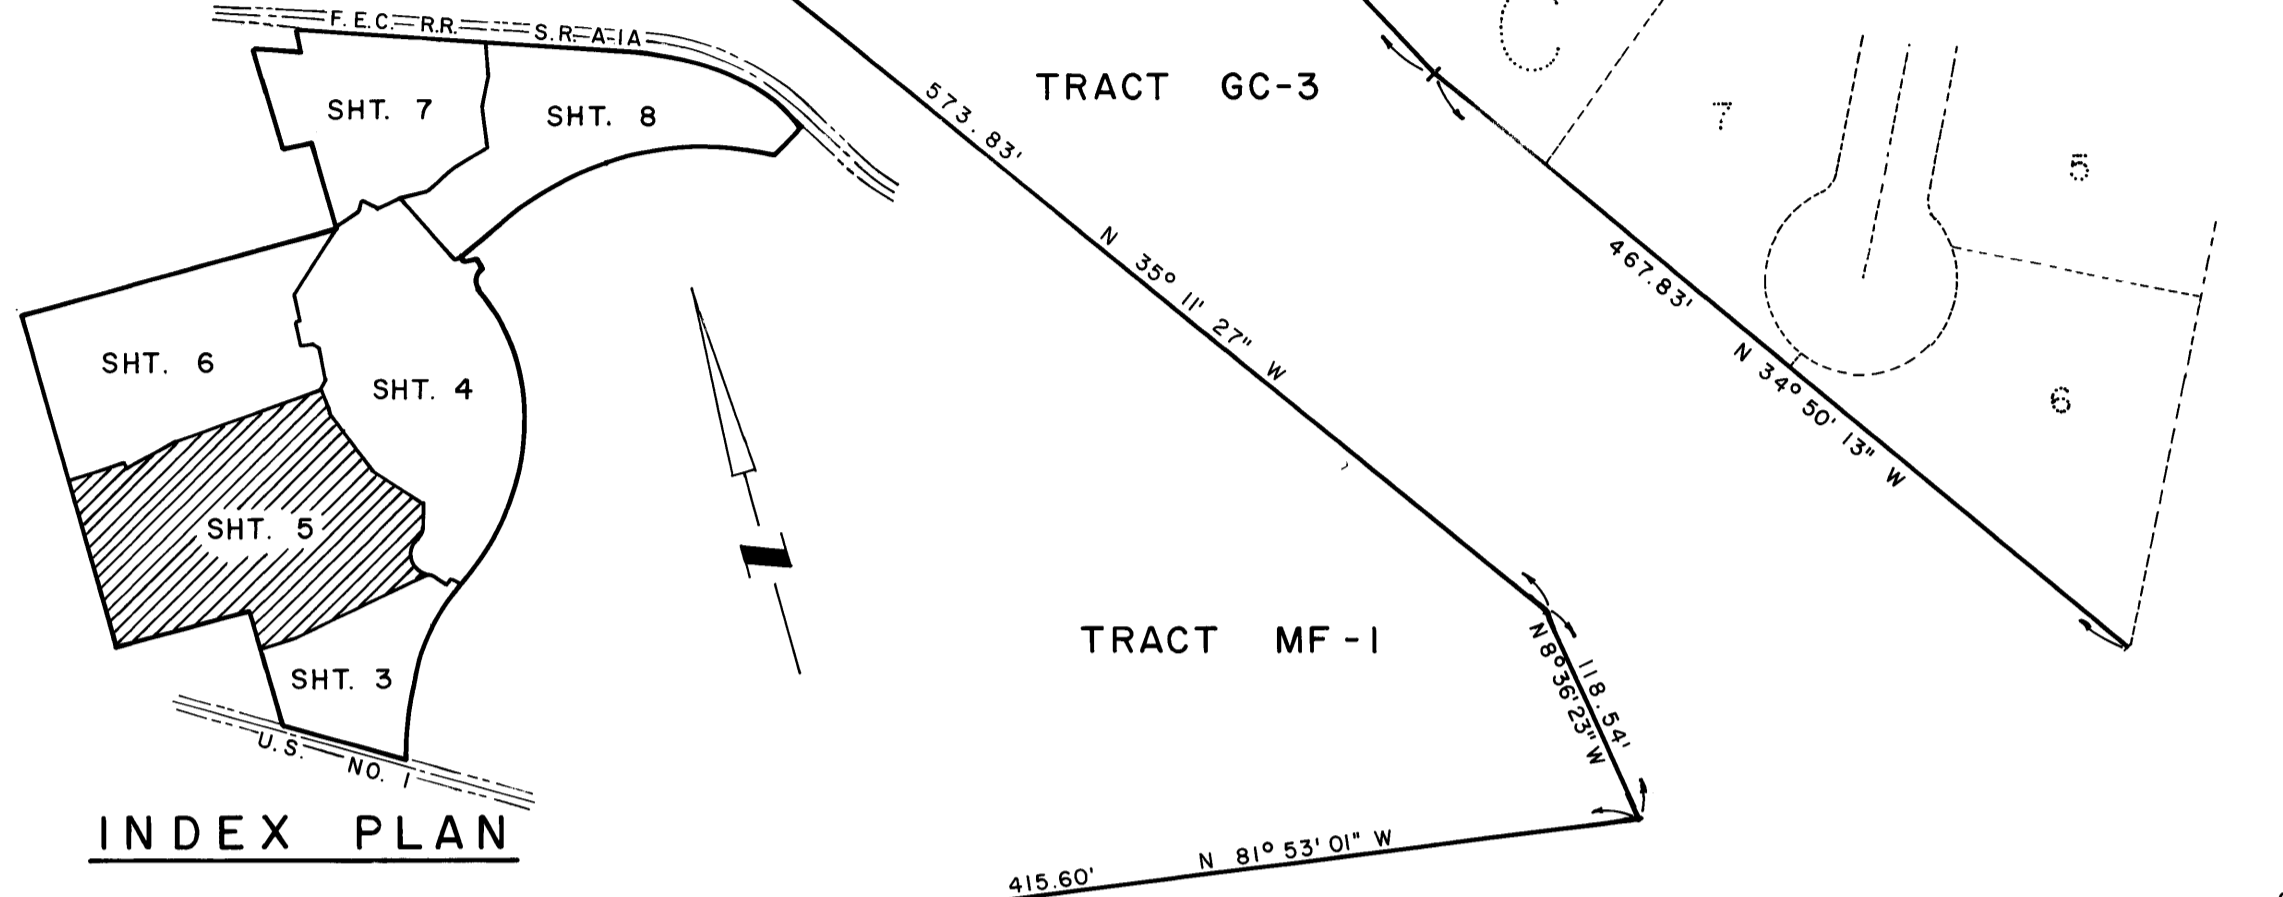 F.E.C. R.R. S.R. A-1A
SHT. 7
SHT. 8
SHT. 6
SHT. 4
SHT. 5
SHT. 3
U.S. NO. 1
INDEX PLAN
N
TRACT GC-3
573.83'
N 35° 11' 27" W
467.83'
N 34° 50' 13" W
7
5
6
TRACT MF-1
118.54'
N 8° 36' 23" W
N 81° 53' 01" W
415.60'